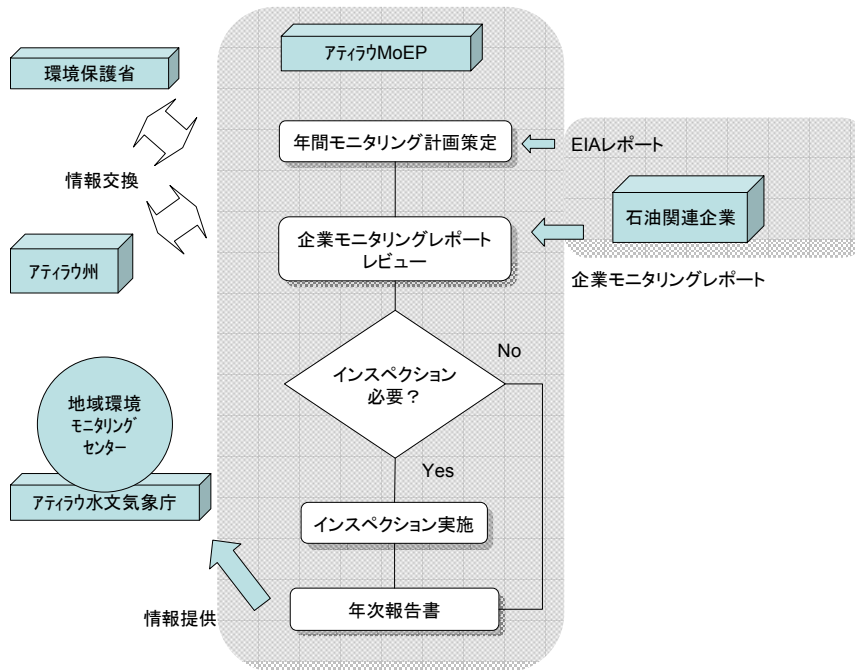 環境保護省
アティラウMoEP
年間モニタリング計画策定
EIAレポート
情報交換
石油関連企業
企業モニタリングレポート
レビュー
アティラウ州
企業モニタリングレポート
No
インスペクション
必要？
地域環境
モニタリング
センター
Yes
アティラウ水文気象庁
インスペクション実施
年次報告書
情報提供